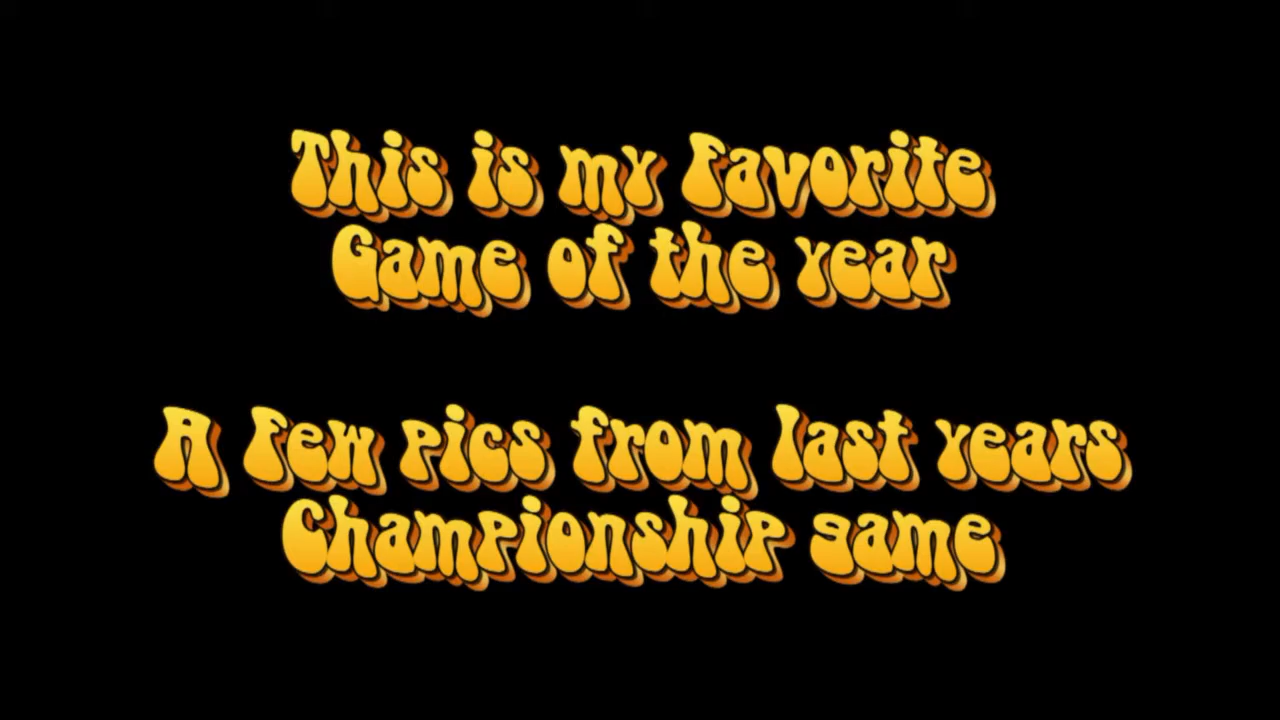 This is my Favorite
Game of the year
A Few pics from last years
Championship game